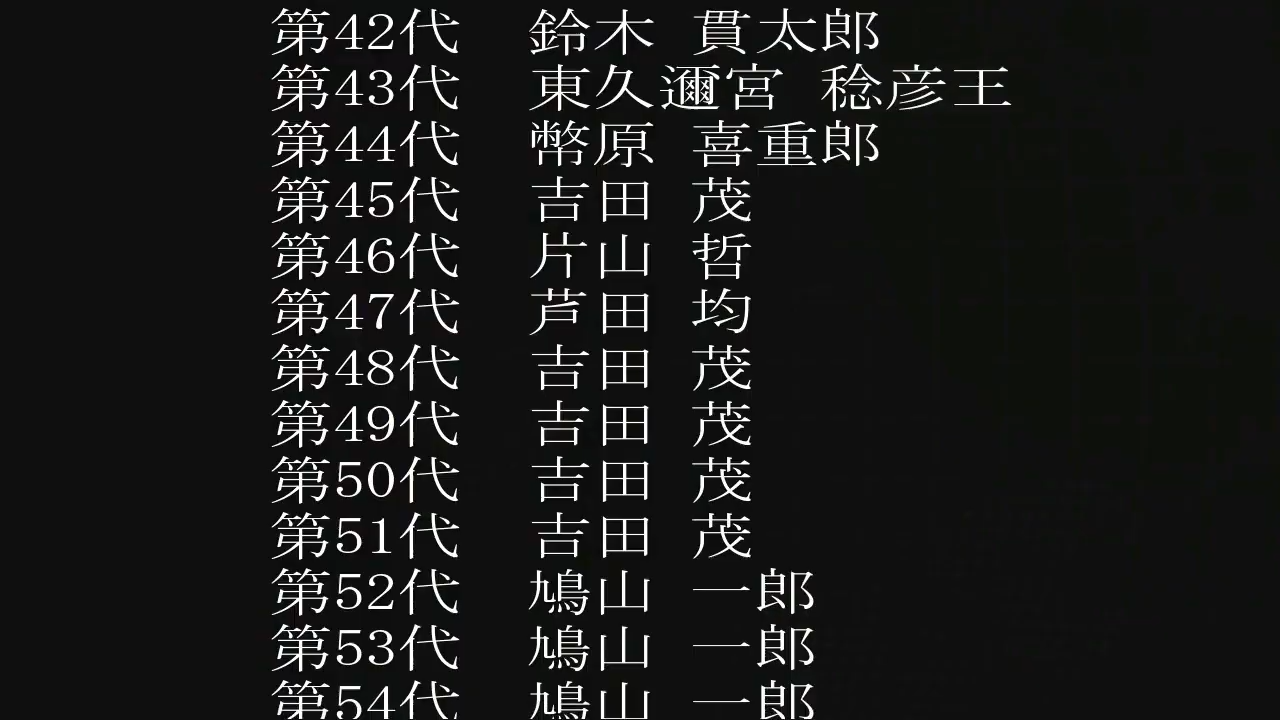 第42代 鈴木 貫太郎
第43代 東久邇宮 稔彦王
第44代 幣原 喜重郎
第45代 吉田 茂
第46代 片山 哲
第47代 芦田 均
第48代 吉田 茂
第49代 吉田 茂
第50代 吉田 茂
第51代 吉田 茂
第52代 鳩山 一郎
第53代 鳩山 一郎
第54代 鳩山 一郎